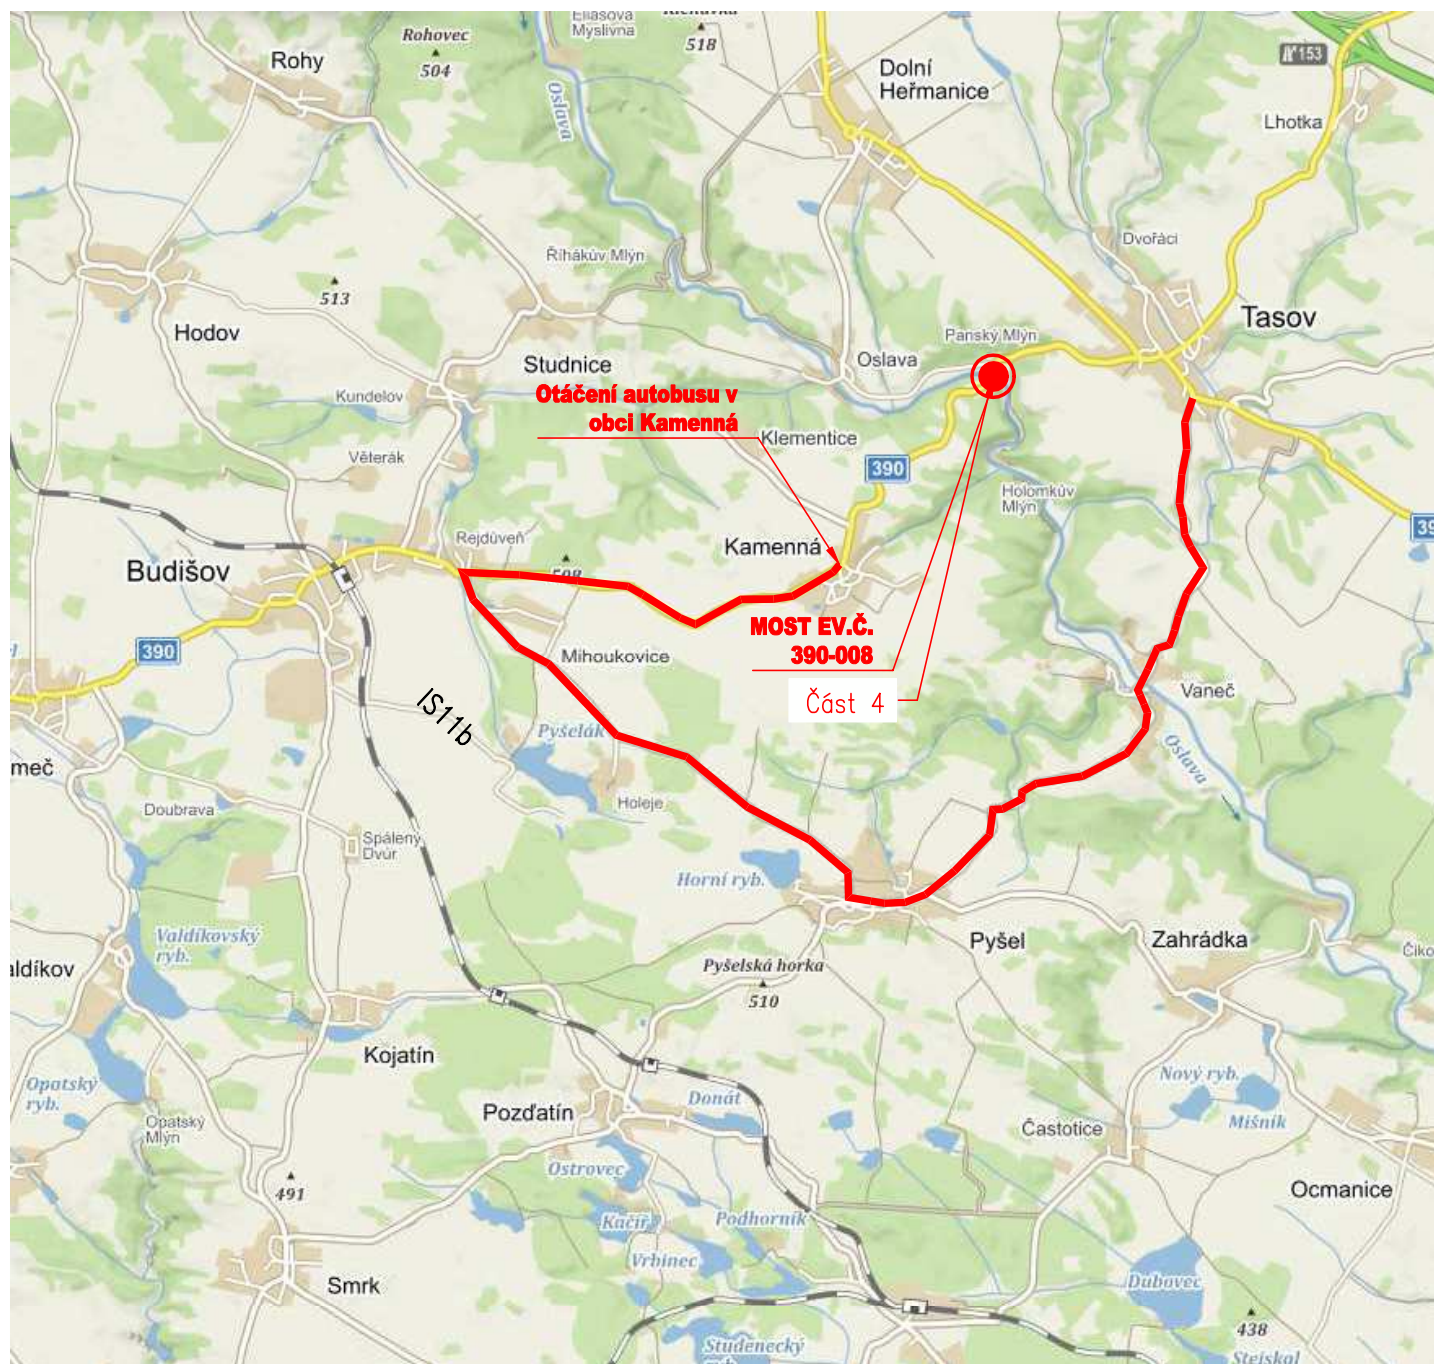 Eliášova
Myslivna
518
Rohovec
504
Rohy
Oslava
Dolní
Heřmanice
153
Lhotka
Dvořáci
Říhákův Mlýn
513
Hodov
Tasov
Panský Mlýn
Oslava
Studnice
Kundelov
Otáčení autobusu v
obci Kamenná
Klementice
Věterák
390
Holomkův
Mlýn
Rejdůveň
Kamenná
Budišov
MOST EV.Č.
390-008
390
Mihoukovice
Část 4
Vaneč
IS11b
Pyšelák
Oslava
meč
Doubrava
Holeje
Spálený
Dvůr
Horní ryb.
Valdíkovský
ryb.
Pyšel
Zahrádka
aldíkov
Pyšelská horka
510
Kojatín
Opatský
ryb.
Nový ryb.
Pozďatín
Donát
Mišník
Opatský
Mlýn
Častotice
Ostrovec
491
Ocmanice
Kačíř
Podhorník
Vrbinec
Smrk
Dubovec
438
Studenecký